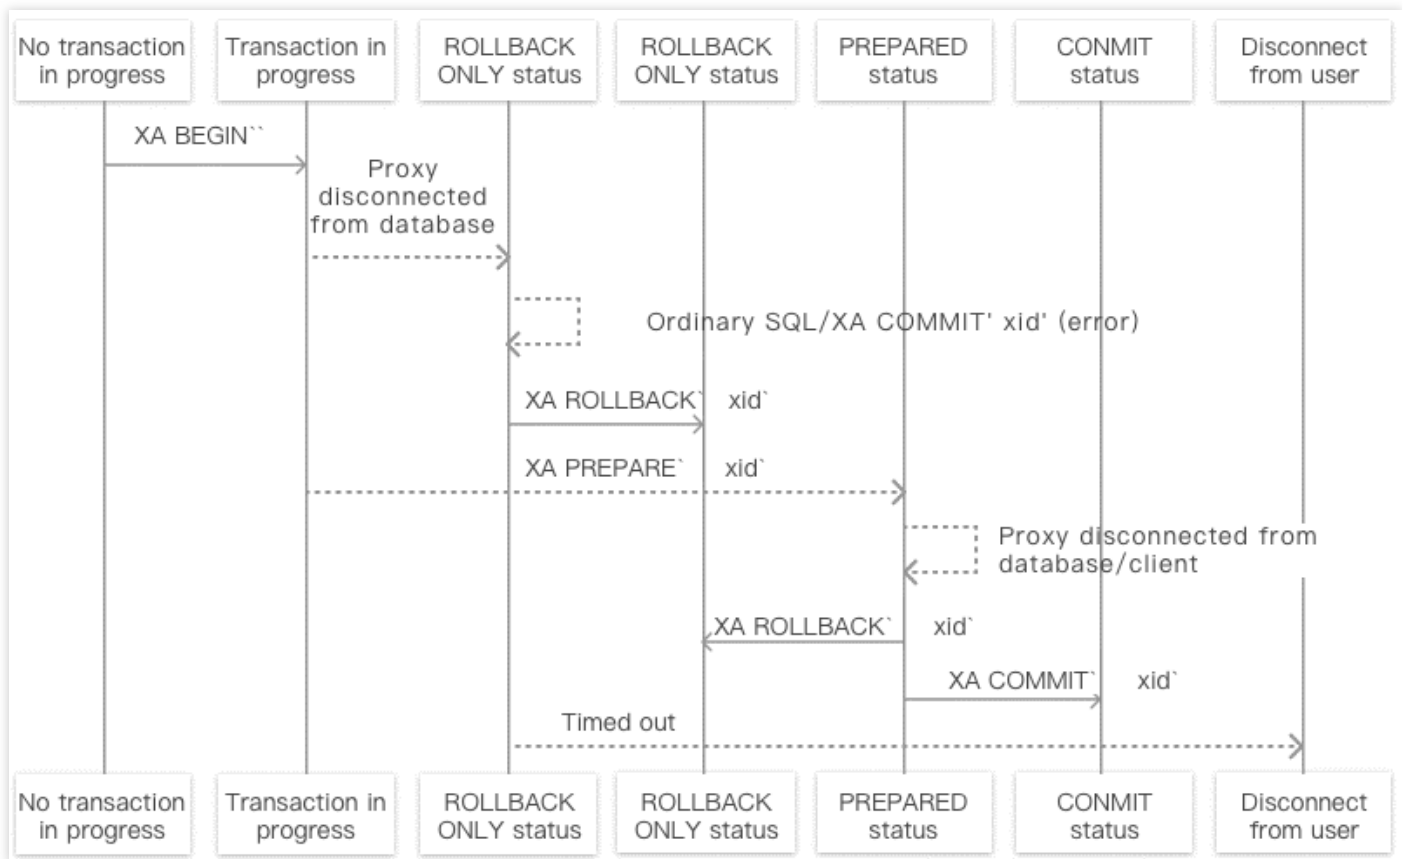 No transaction
in progress
Transaction in
progress
ROLLBACK
ONLY status
ROLLBACK
ONLY status
PREPARED
status
CONMIT
status
Disconnect
from user
XA BEGIN``
Proxy
disconnected
from database
Ordinary SQL/XA COMMIT' xid' (error)
XA ROLLBACK` xid`
XA PREPARE` xid`
Proxy disconnected from
database/client
XA ROLLBACK` xid`
XA COMMIT` xid`
Timed out
No transaction
in progress
Transaction in
progress
ROLLBACK
ONLY status
ROLLBACK
ONLY status
PREPARED
status
CONMIT
status
Disconnect
from user